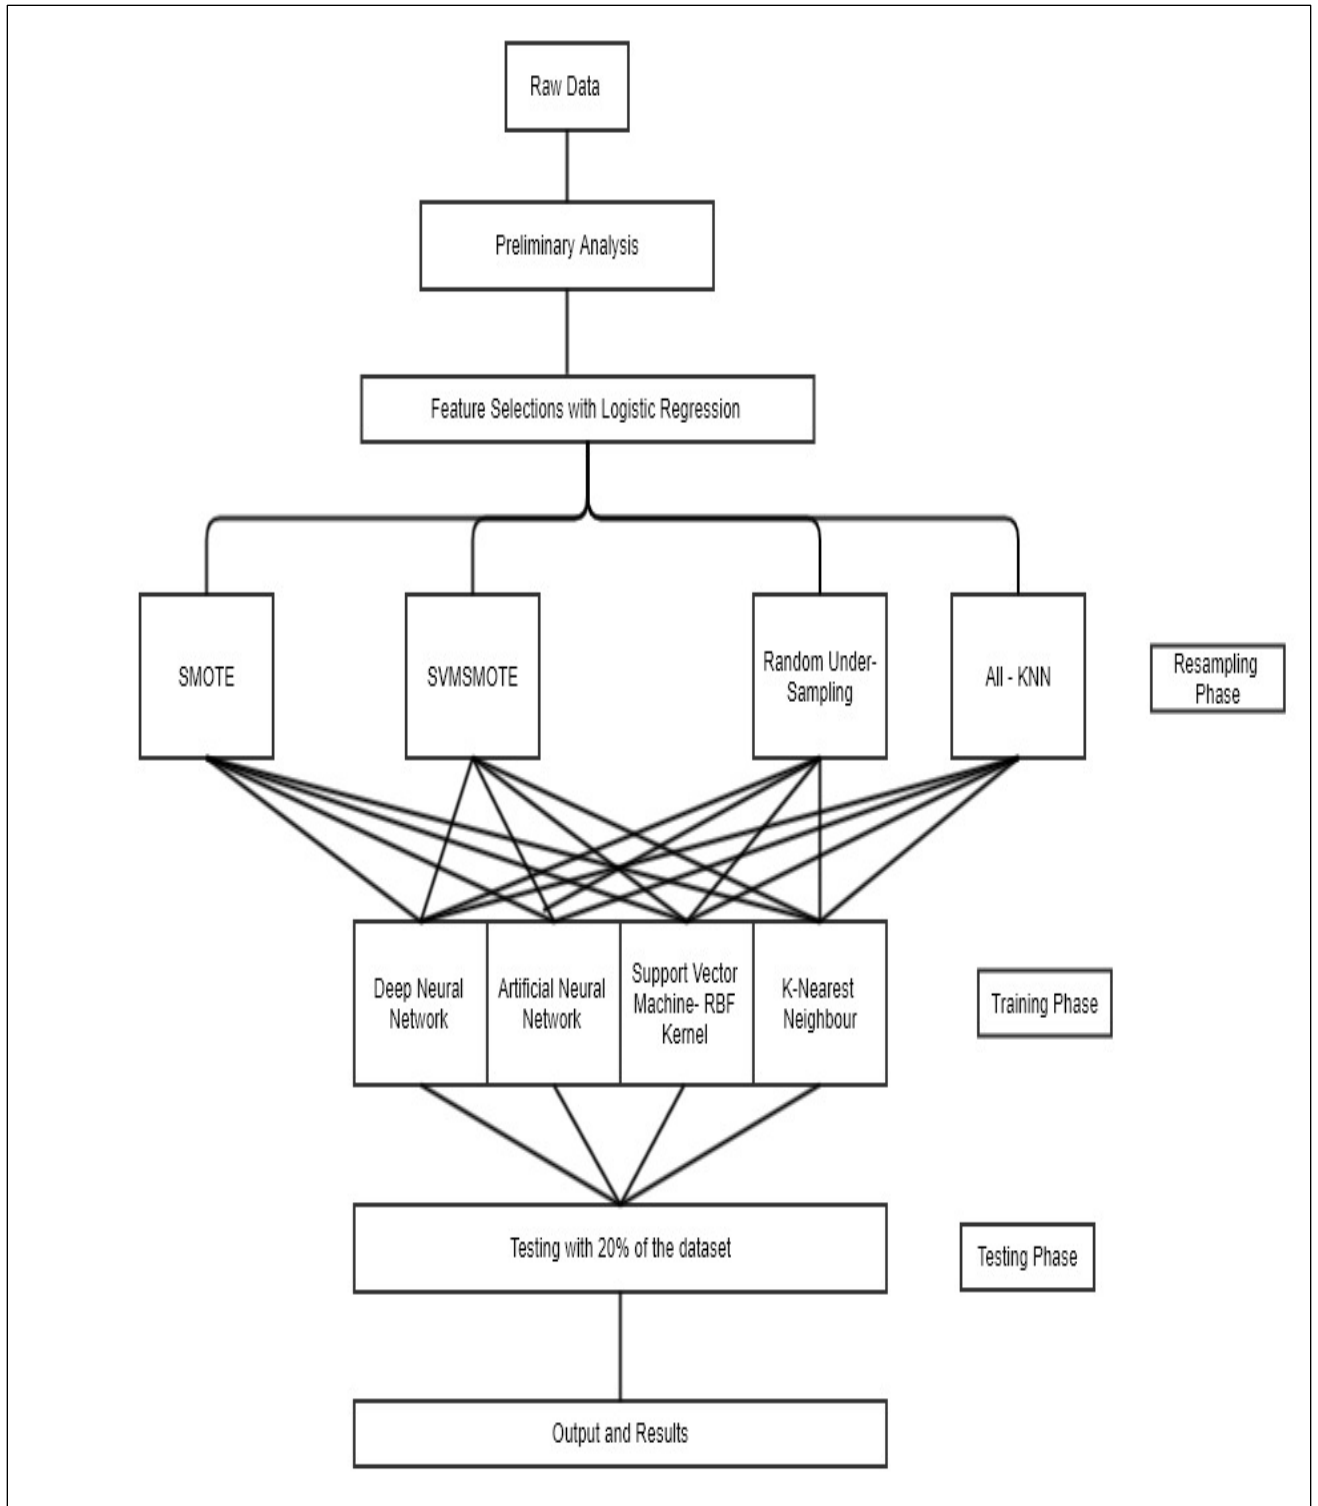 Raw Data
Preliminary Analysis
Feature Selections with Logistic Regression
SMOTE
SVMSMOTE
Random Under-
Sampling
All - KNN
Resampling
Phase
Deep Neural
Network
Artificial Neural
Network
Support Vector
Machine- RBF
Kernel
K-Nearest
Neighbour
Training Phase
Testing with 20% of the dataset
Testing Phase
Output and Results